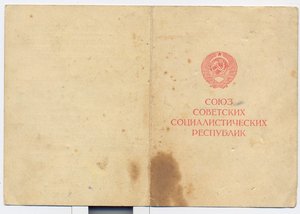 СОЮЗ
СОВЕТСКИХ
СОЦИАЛИСТИЧЕСКИХ
РЕСПУБЛИК